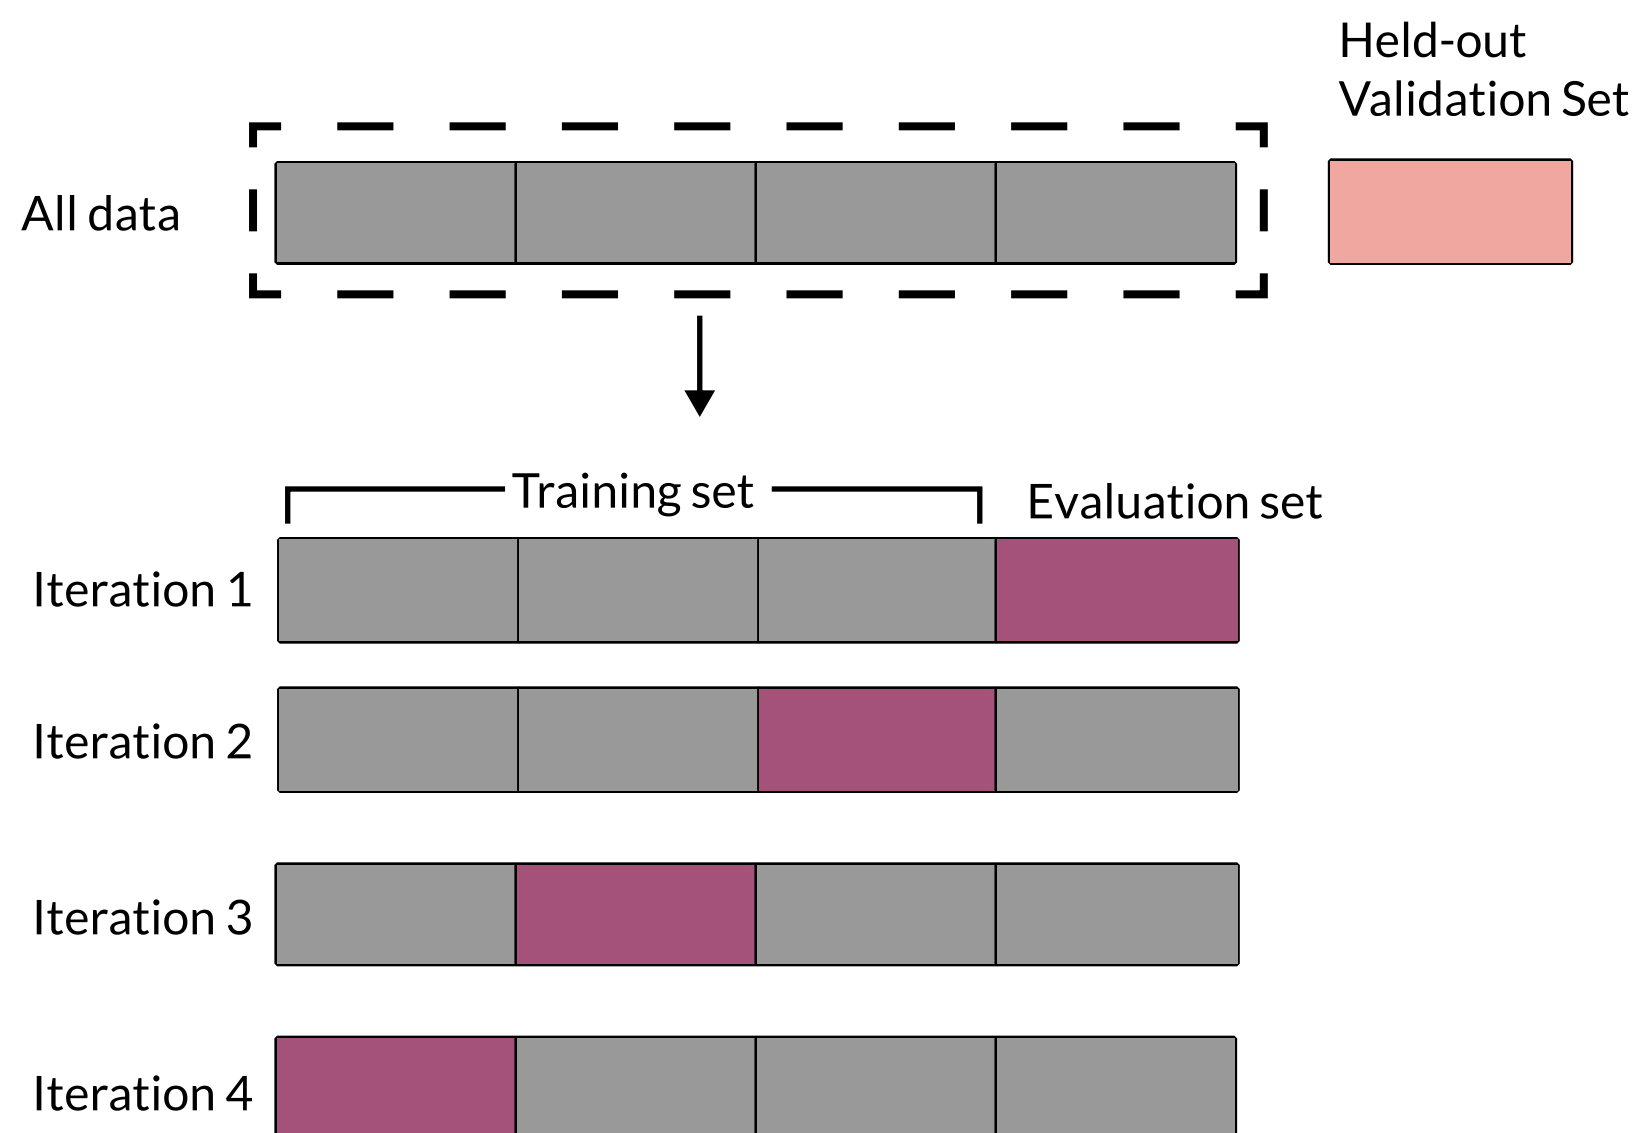 Held-out
Validation Set
All data
Training set
Evaluation set
Iteration 1
Iteration 2
Iteration 3
Iteration 4